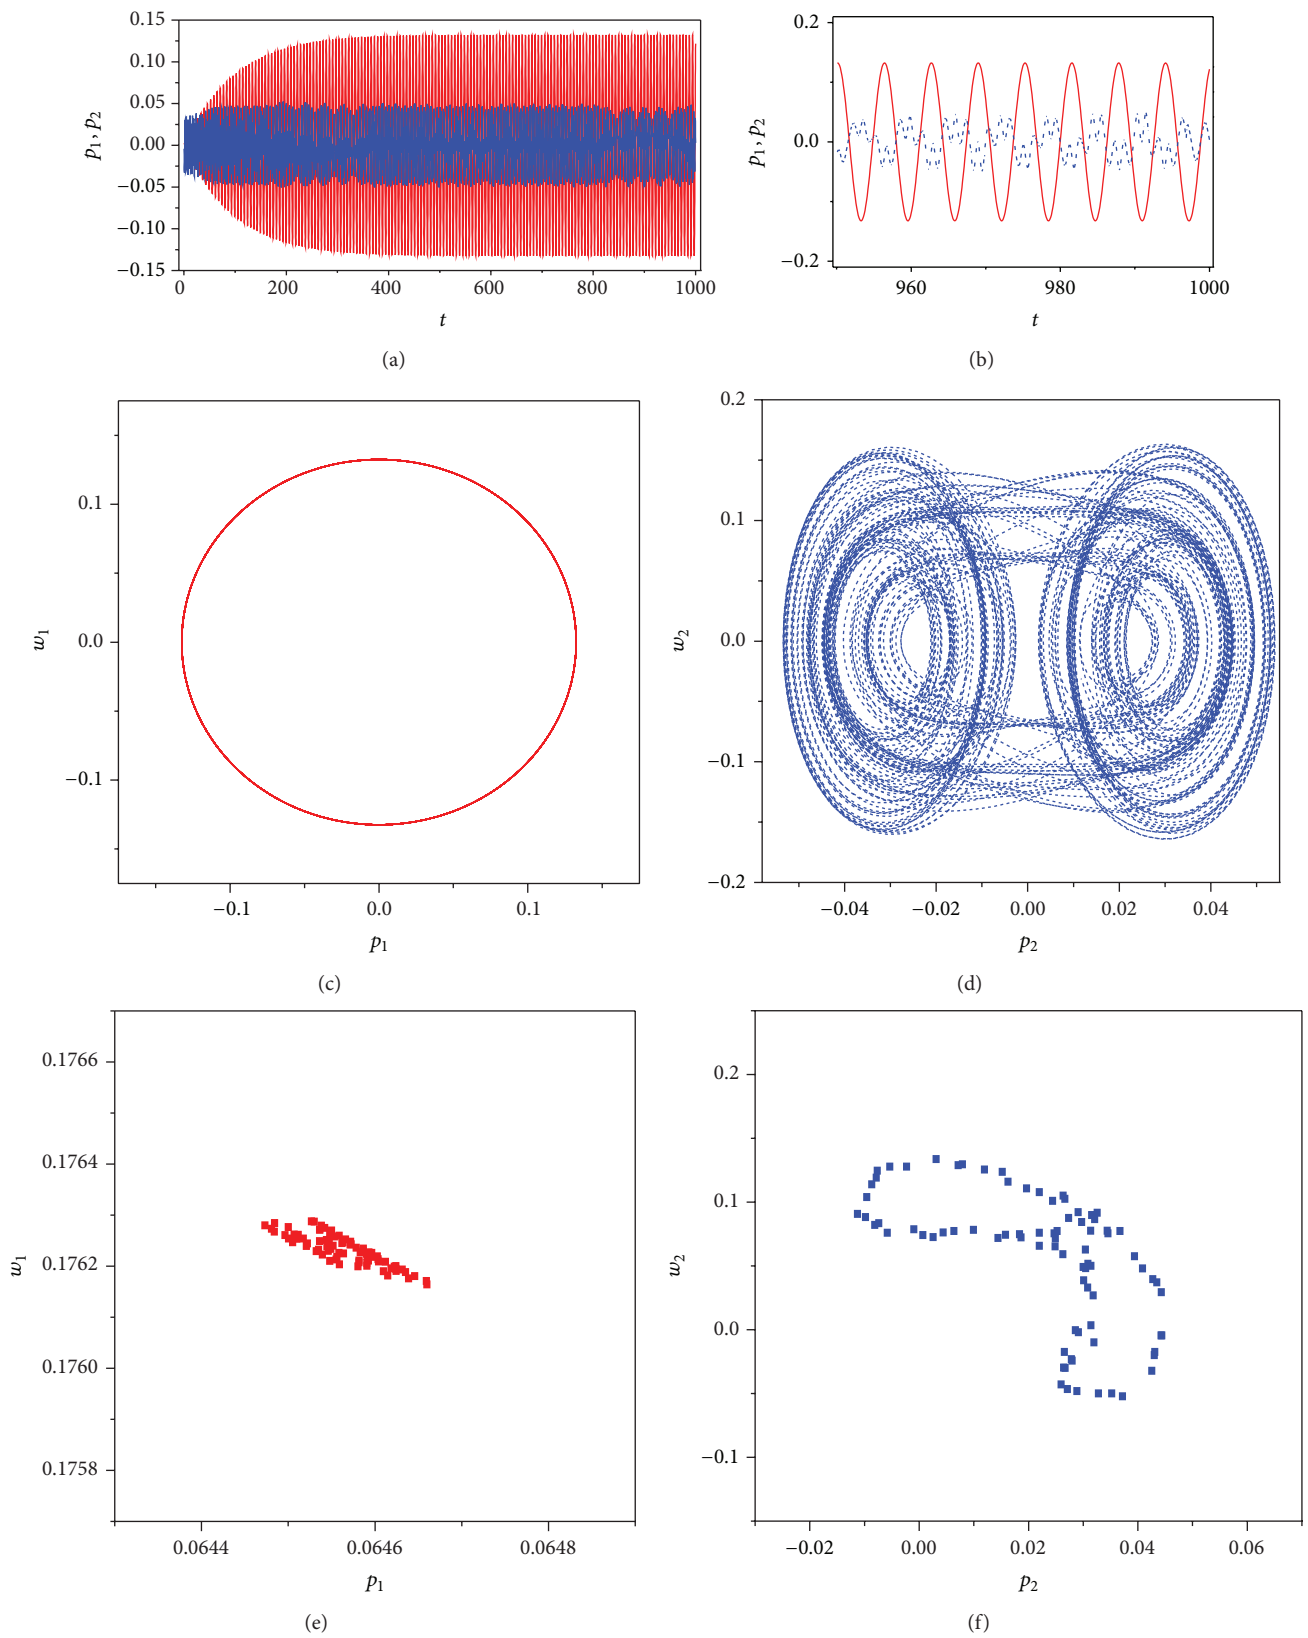 0.15
0.10
0.05
0.00
−0.05
−0.10
−0.15
p1, p2
0 200 400 600 800 1000
t
(a)
0.2
0.0
−0.2
p1, p2
960 980 1000
t
(b)
0.1
0.0
−0.1
w1
−0.1 0.0 0.1
p1
(c)
0.2
0.1
0.0
−0.1
−0.2
w2
−0.04 −0.02 0.00 0.02 0.04
p2
(d)
0.1766
0.1764
0.1762
0.1760
0.1758
w1
0.0644 0.0646 0.0648
p1
(e)
0.2
0.1
0.0
−0.1
w2
−0.02 0.00 0.02 0.04 0.06
p2
(f)